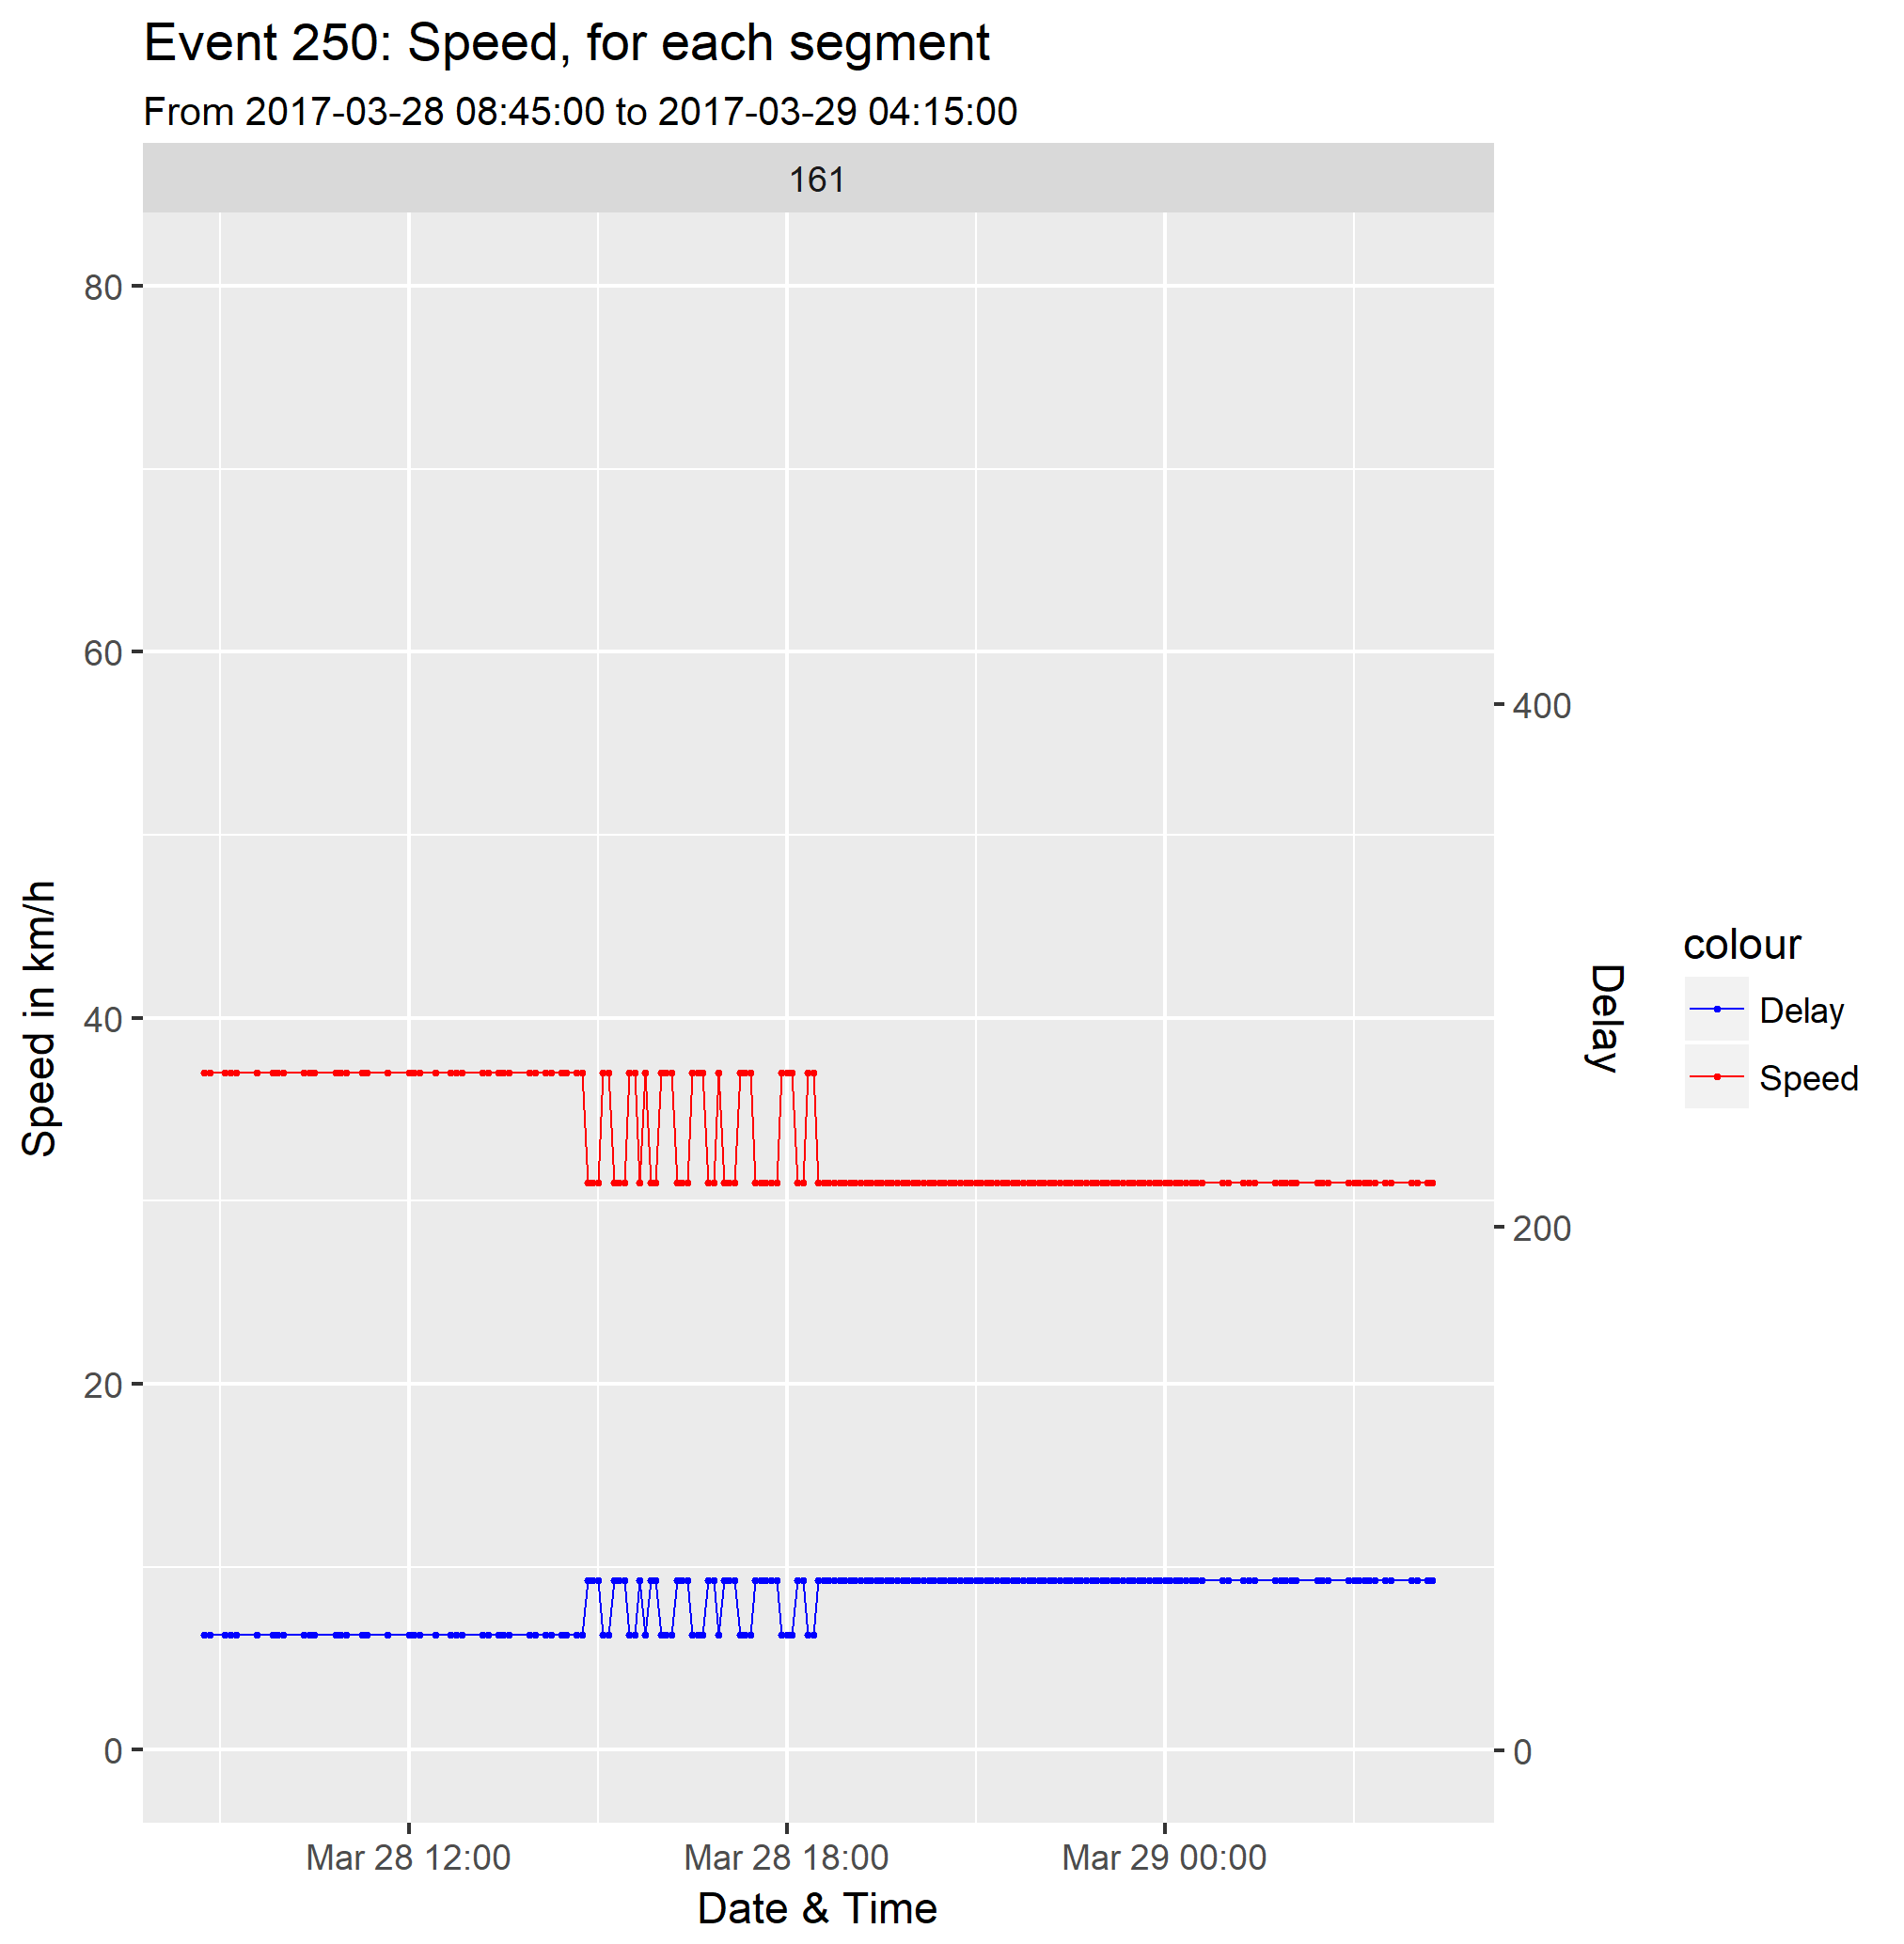 Event 250: Speed, for each segment
From 2017-03-28 08:45:00 to 2017-03-29 04:15:00
161
80
60
40
20
0
Speed in km/h
400
200
0
Delay
colour
Delay
Speed
Mar 28 12:00
Mar 28 18:00
Mar 29 00:00
Date & Time